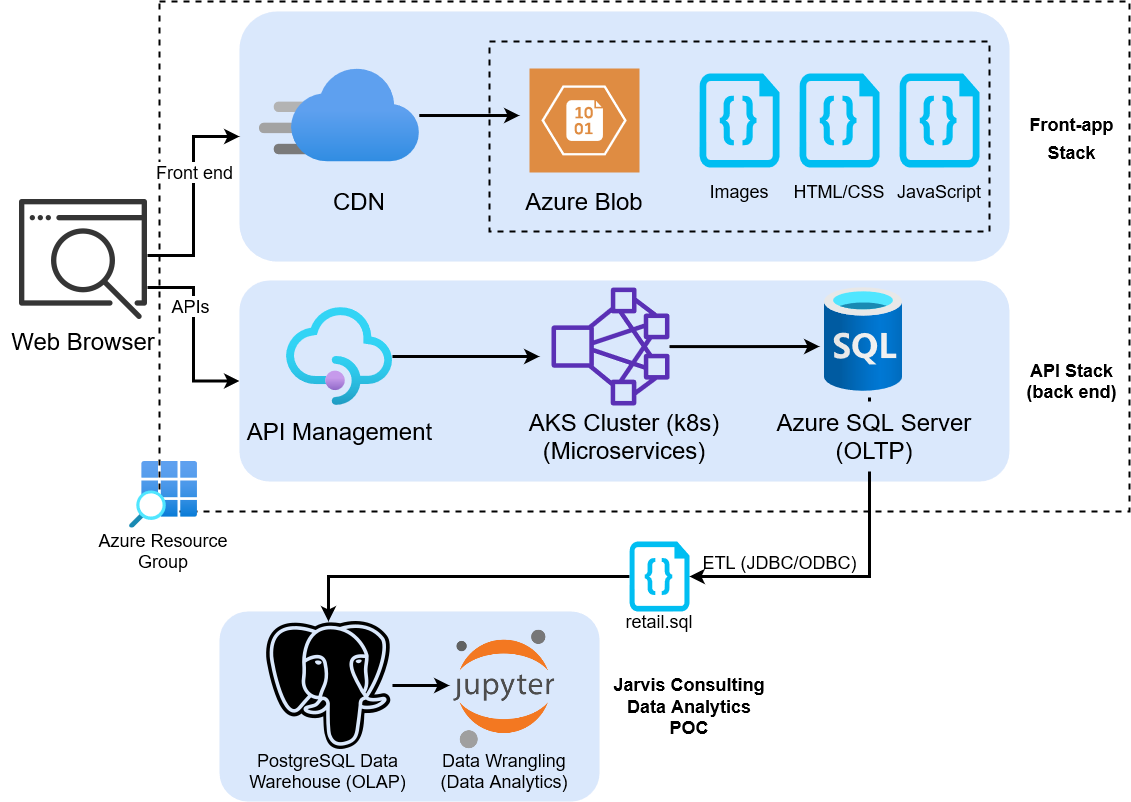 Front end
CDN
10
01
Azure Blob
Images
HTML/CSS
JavaScript
Front-app
Stack
Web Browser
APIs
API Management
AKS Cluster (k8s)
(Microservices)
SQL
Azure SQL Server
(OLTP)
API Stack
(back end)
Azure Resource
Group
ETL (JDBC/ODBC)
retail.sql
PostgreSQL Data
Warehouse (OLAP)
jupyter
Data Wrangling
(Data Analytics)
Jarvis Consulting
Data Analytics
POC